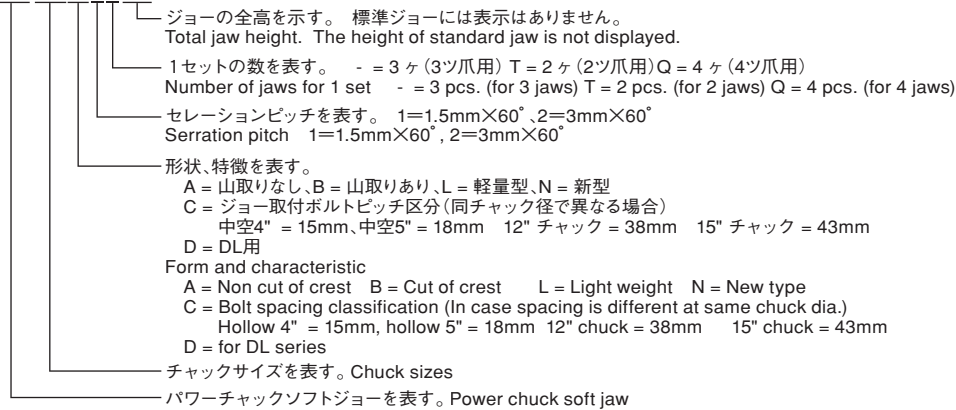 ジョーの全高を示す。 標準ジョーには表示はありません。
Total jaw height. The height of standard jaw is not displayed.
1セットの数を表す。 - = 3 ヶ（3ツ爪用） T = 2 ヶ（2ツ爪用）Q = 4 ヶ（4ツ爪用）
Number of jaws for 1 set - = 3 pcs. (for 3 jaws) T = 2 pcs. (for 2 jaws) Q = 4 pcs. (for 4 jaws)
セレーションピッチを表す。 1＝1.5mm×60°、2＝3mm×60°
Serration pitch 1＝1.5mm×60°, 2＝3mm×60°
形状、特徴を表す。
A = 山取りなし、B = 山取りあり、L = 軽量型、N = 新型
C = ジョー取付ボルトピッチ区分（同チャック径で異なる場合）
中空4" = 15mm、中空5" = 18mm 12" チャック = 38mm 15" チャック = 43mm
D = DL用
Form and characteristic
A = Non cut of crest B = Cut of crest L = Light weight N = New type
C = Bolt spacing classification (In case spacing is different at same chuck dia.)
Hollow 4" = 15mm, hollow 5" = 18mm 12" chuck = 38mm 15" chuck = 43mm
D = for DL series
チャックサイズを表す。Chuck sizes
パワーチャックソフトジョーを表す。Power chuck soft jaw